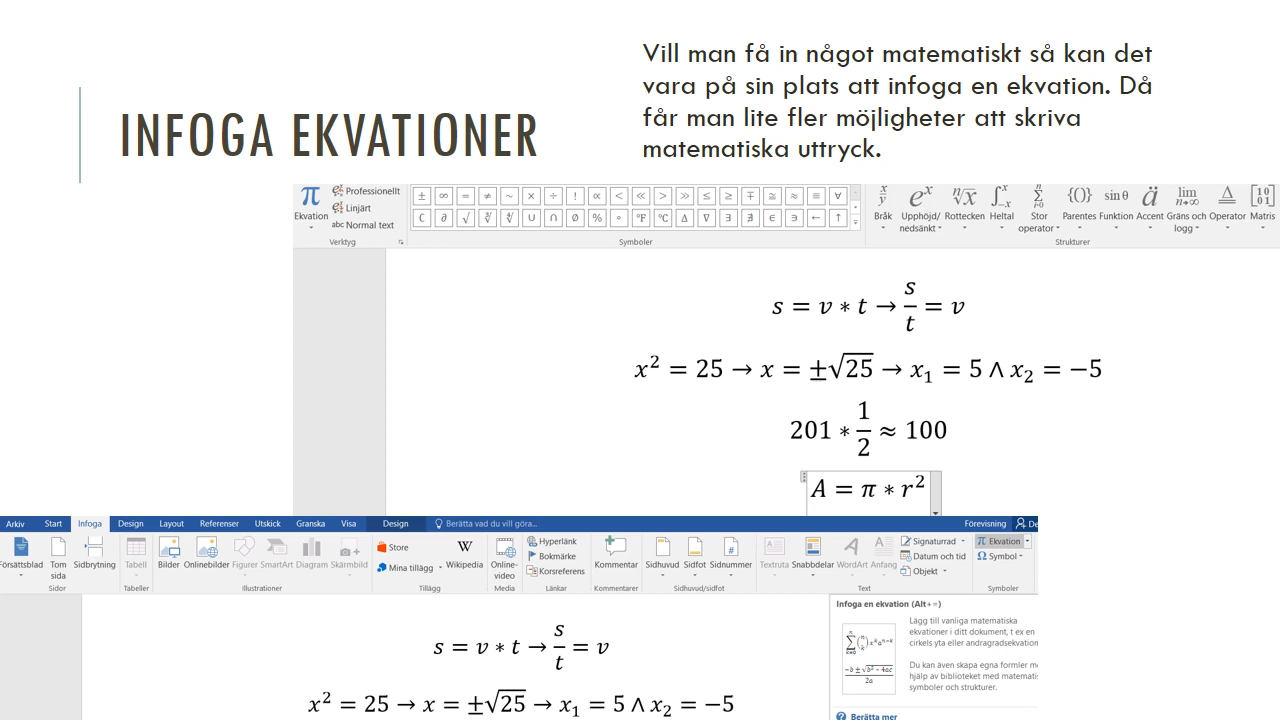 INFOGA EKVATIONER
Vill man få in något matematiskt så kan det
vara på sin plats att infoga en ekvation. Då
får man lite fler möjligheter att skriva
matematiska uttryck.
π Ekvation
Professionellt
Linjärt
abc Normal text
Verktyg
± ∞ = ≠ ~ × ÷ ! ∝ < ≪ > ≫ ≤ ≥ ∓ ≅ ≈ ≡ ∀
∁ ∂ √ ∛ ∜ ∪ ∩ ∅ % ° °F °C ∆ ∇ ∃ ∄ ∈ ∋ ← ↑
Symboler
Bråk
Upphöjd/
nedsänkt
Rottecken
Heltal
Stor
operator
Parentes
Funktion
Accent
Gräns och
logg
Operator
Matris
Strukturer
s = v ∗ t → s/t = v
x² = 25 → x = ±√25 → x₁ = 5 ∧ x₂ = −5
201 ∗ 1/2 ≈ 100
A = π ∗ r²
Arkiv Start Infoga Design Layout Referenser Utskick Granska Visa Design Berätta vad du vill göra... Förevisning De
Försättsblad
Tom
sida
Sidbrytning
Sidor
Tabell
Tabeller
Bilder
Onlinebilder
Figurer
SmartArt
Diagram
Skärmbild
Illustrationer
Store
Mina tillägg
W
Wikipedia
Tillägg
Online-
video
Media
Hyperlänk
Bokmärke
Korsreferens
Länkar
Kommentar
Kommentarer
Sidhuvud
Sidfot
Sidnummer
Sidhuvud/sidfot
Textruta
Snabbdelar
WordArt
Anfang
Signaturrad
Datum och tid
Objekt
Text
π Ekvation
Ω Symbol
Symboler
s = v ∗ t → s/t = v
x² = 25 → x = ±√25 → x₁ = 5 ∧ x₂ = −5
Infoga en ekvation (Alt+=)
Lägg till vanliga matematiska
ekvationer i ditt dokument, t ex en
cirkels yta eller andragradsekvation
Du kan även skapa egna formler me
hjälp av biblioteket med matemati
symboler och strukturer.
Berätta mer